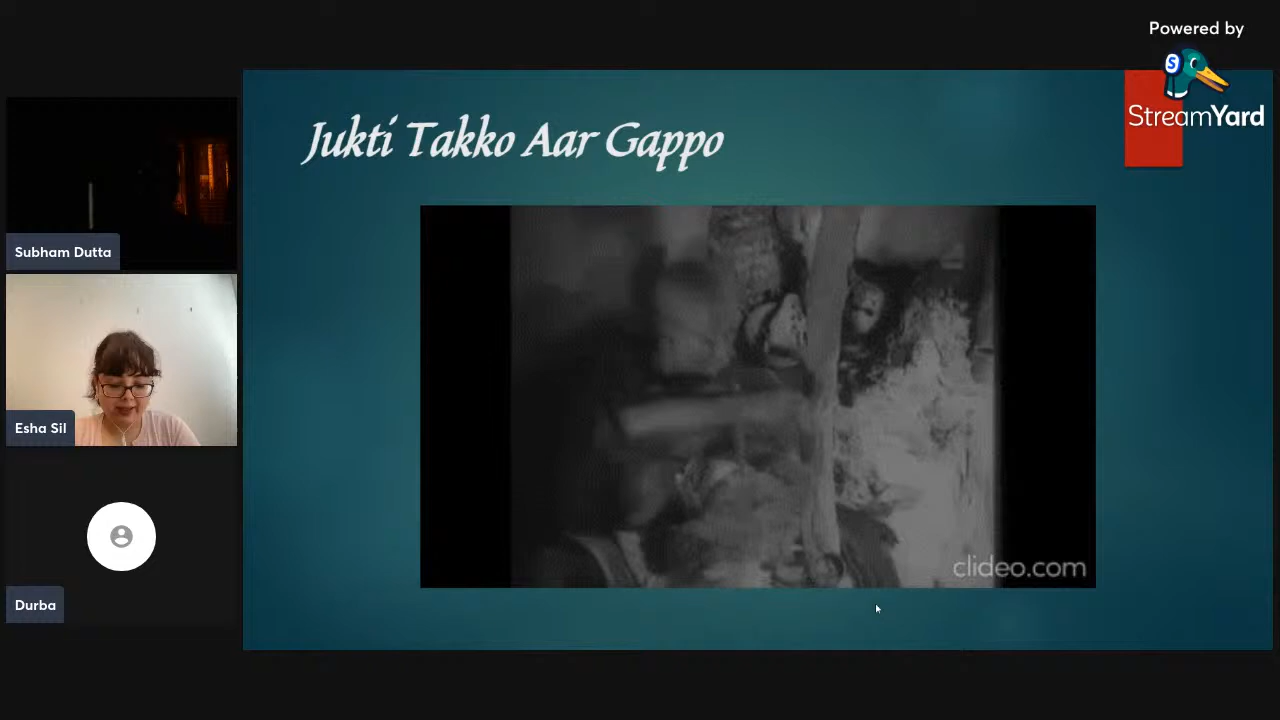 Powered by
StreamYard
Jukti Takko Aar Gappo
Subham Dutta
Esha Sil
Durba
clideo.com